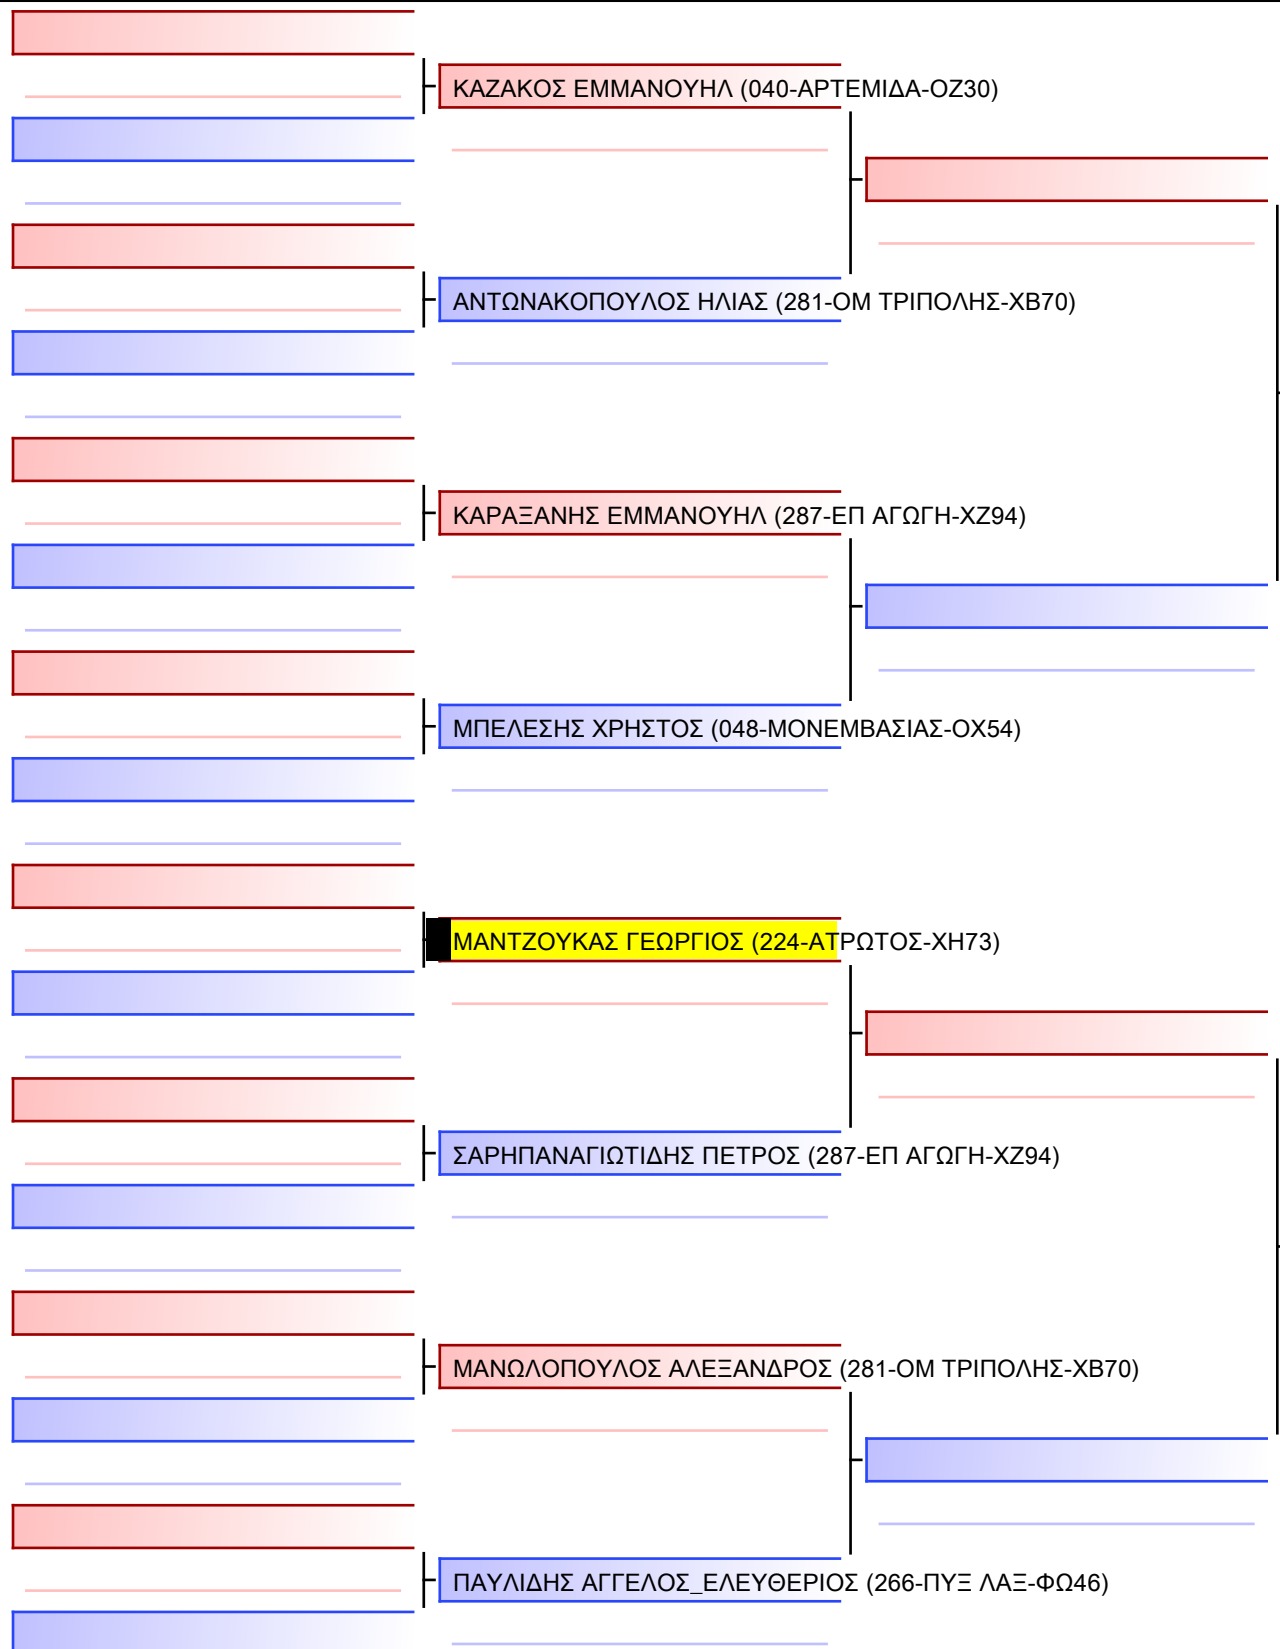 ΚΑΖΑΚΟΣ ΕΜΜΑΝΟΥΗΛ (040-ΑΡΤΕΜΙΔΑ-ΟΖ30)
ΑΝΤΩΝΑΚΟΠΟΥΛΟΣ ΗΛΙΑΣ (281-ΟΜ ΤΡΙΠΟΛΗΣ-ΧΒ70)
ΚΑΡΑΞΑΝΗΣ ΕΜΜΑΝΟΥΗΛ (287-ΕΠ ΑΓΩΓΗ-ΧΖ94)
ΜΠΕΛΕΣΗΣ ΧΡΗΣΤΟΣ (048-ΜΟΝΕΜΒΑΣΙΑΣ-ΟΧ54)
ΜΑΝΤΖΟΥΚΑΣ ΓΕΩΡΓΙΟΣ (224-ΑΤΡΩΤΟΣ-ΧΗ73)
ΣΑΡΗΠΑΝΑΓΙΩΤΙΔΗΣ ΠΕΤΡΟΣ (287-ΕΠ ΑΓΩΓΗ-ΧΖ94)
ΜΑΝΩΛΟΠΟΥΛΟΣ ΑΛΕΞΑΝΔΡΟΣ (281-ΟΜ ΤΡΙΠΟΛΗΣ-ΧΒ70)
ΠΑΥΛΙΔΗΣ ΑΓΓΕΛΟΣ_ΕΛΕΥΘΕΡΙΟΣ (266-ΠΥΞ ΛΑΞ-ΦΩ46)